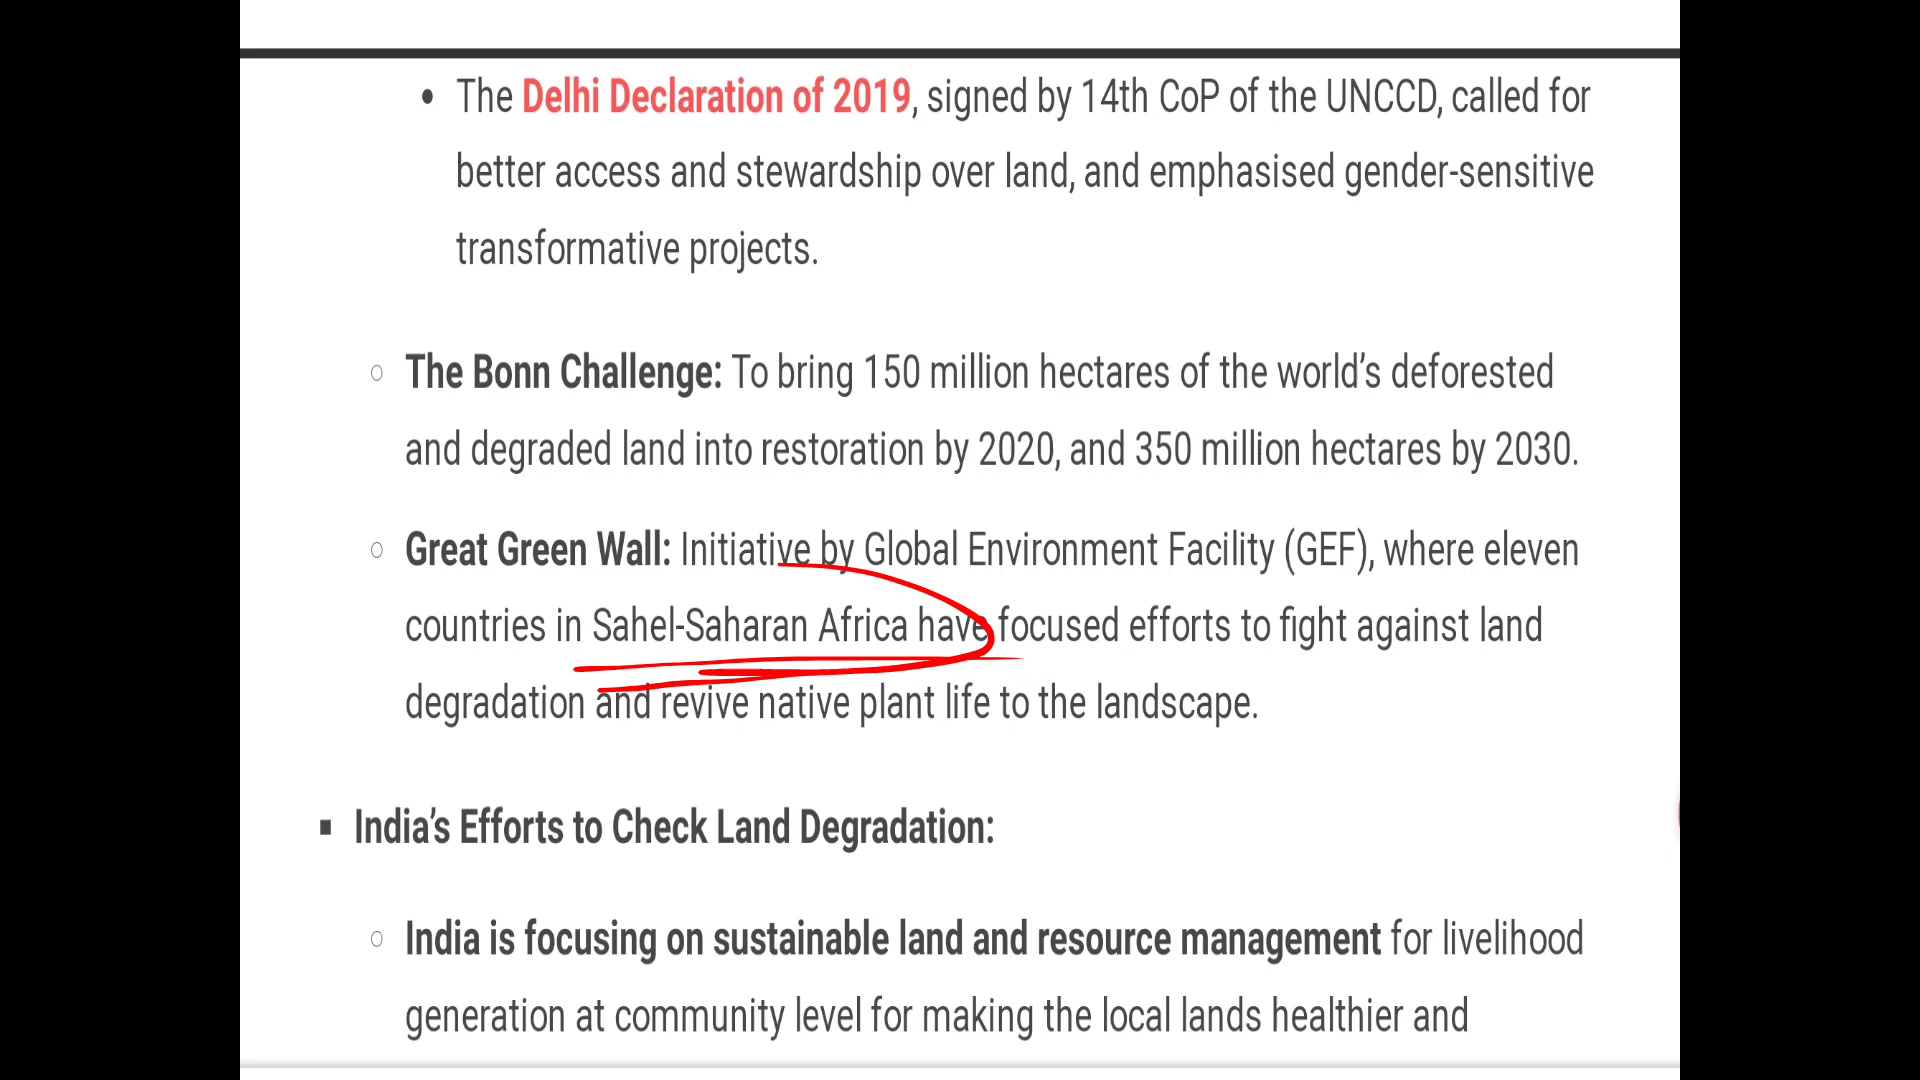 • The Delhi Declaration of 2019, signed by 14th CoP of the UNCCD, called for
better access and stewardship over land, and emphasised gender-sensitive
transformative projects.
○ The Bonn Challenge: To bring 150 million hectares of the world’s deforested
and degraded land into restoration by 2020, and 350 million hectares by 2030.
○ Great Green Wall: Initiative by Global Environment Facility (GEF), where eleven
countries in Sahel-Saharan Africa have focused efforts to fight against land
degradation and revive native plant life to the landscape.
▪ India’s Efforts to Check Land Degradation:
○ India is focusing on sustainable land and resource management for livelihood
generation at community level for making the local lands healthier and